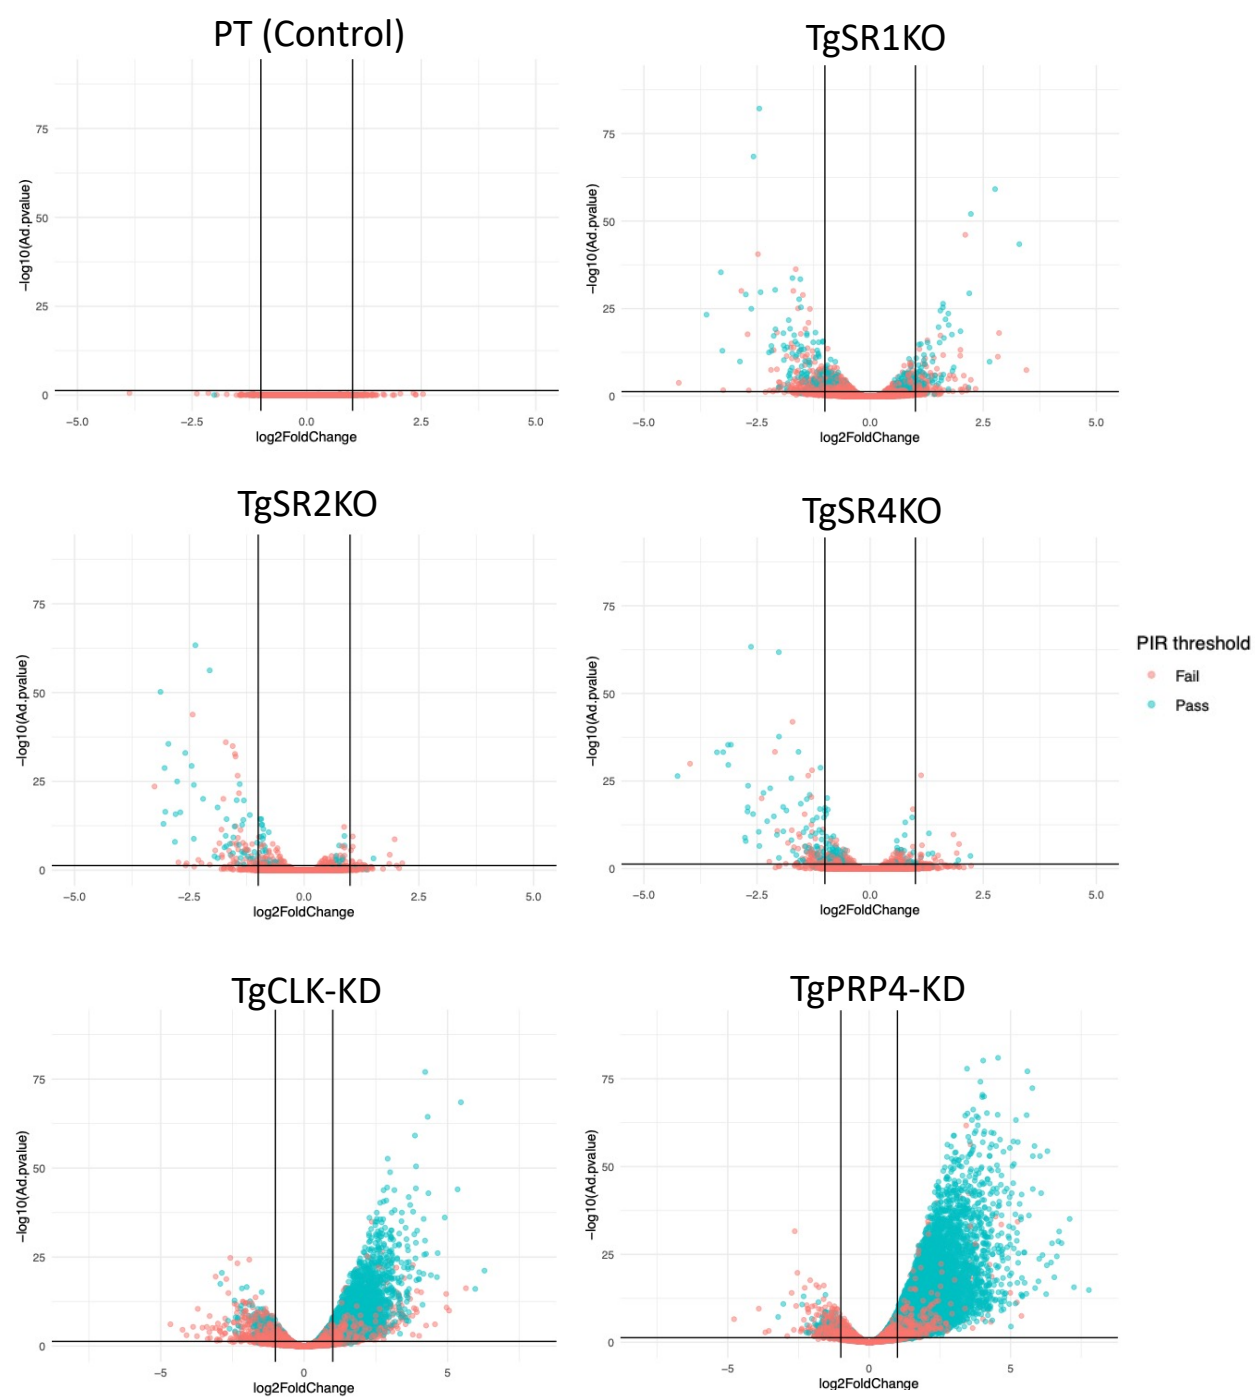 PT (Control)
−log10(Ad.pvalue)
75
50
25
0
−5.0 −2.5 0.0 2.5 5.0
log2FoldChange
TgSR1KO
−log10(Ad.pvalue)
75
50
25
0
−5.0 −2.5 0.0 2.5 5.0
log2FoldChange
TgSR2KO
−log10(Ad.pvalue)
75
50
25
0
−5.0 −2.5 0.0 2.5 5.0
log2FoldChange
TgSR4KO
−log10(Ad.pvalue)
75
50
25
0
−5.0 −2.5 0.0 2.5 5.0
log2FoldChange
PIR threshold
Fail
Pass
TgCLK-KD
−log10(Ad.pvalue)
75
50
25
0
−5 0 5
log2FoldChange
TgPRP4-KD
−log10(Ad.pvalue)
75
50
25
0
−5 0 5
log2FoldChange